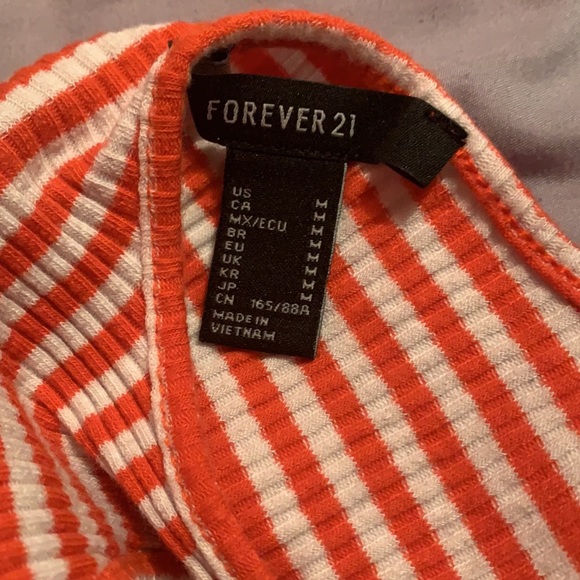 FOREVER 21
US M
CA M
MX/ECU M
BR M
EU M
UK M
KR M
JP M
CN 165/88A
MADE IN
VIETNAM